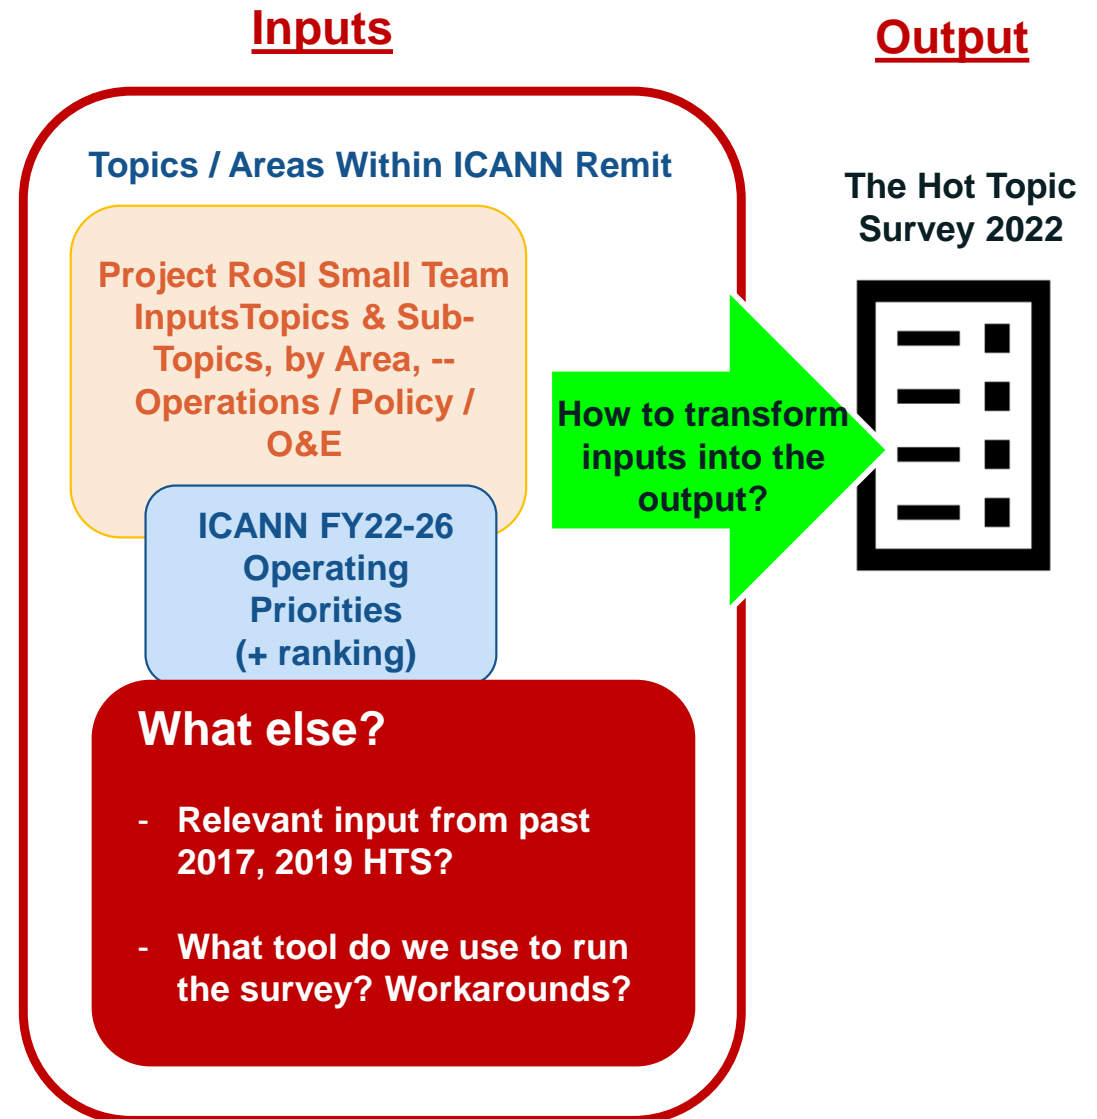 Inputs
Output
Topics / Areas Within ICANN Remit
The Hot Topic
Survey 2022
Project RoSI Small Team
InputsTopics & Sub-
Topics, by Area, --
Operations / Policy /
O&E
How to transform
inputs into the
output?
ICANN FY22-26
Operating
Priorities
(+ ranking)
What else?
- Relevant input from past
2017, 2019 HTS?
- What tool do we use to run
the survey? Workarounds?